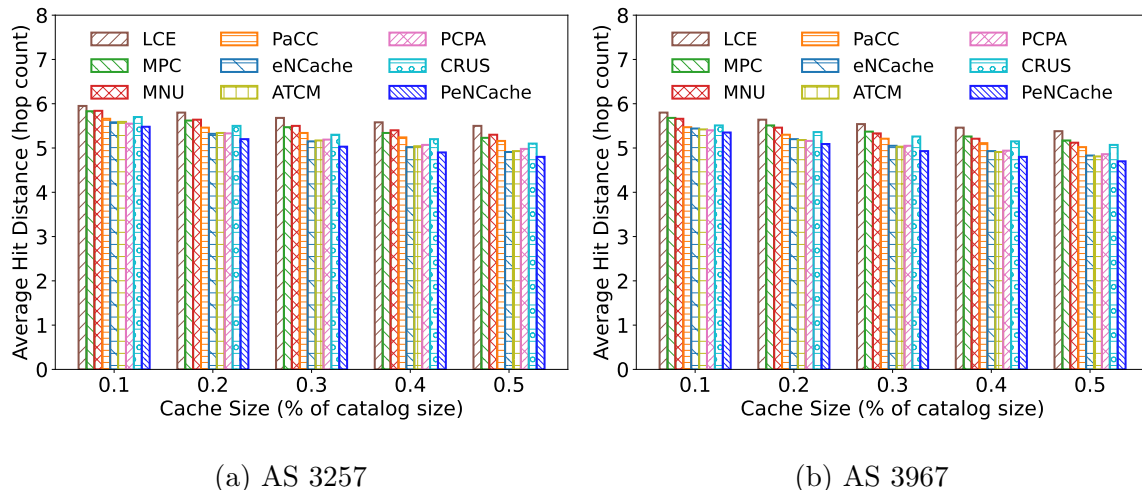 Average Hit Distance (hop count)
8
7
6
5
4
3
2
1
0
LCE
MPC
MNU
PaCC
eNCache
ATCM
PCPA
CRUS
PeNCache
0.1 0.2 0.3 0.4 0.5
Cache Size (% of catalog size)
(a) AS 3257
Average Hit Distance (hop count)
8
7
6
5
4
3
2
1
0
LCE
MPC
MNU
PaCC
eNCache
ATCM
PCPA
CRUS
PeNCache
0.1 0.2 0.3 0.4 0.5
Cache Size (% of catalog size)
(b) AS 3967